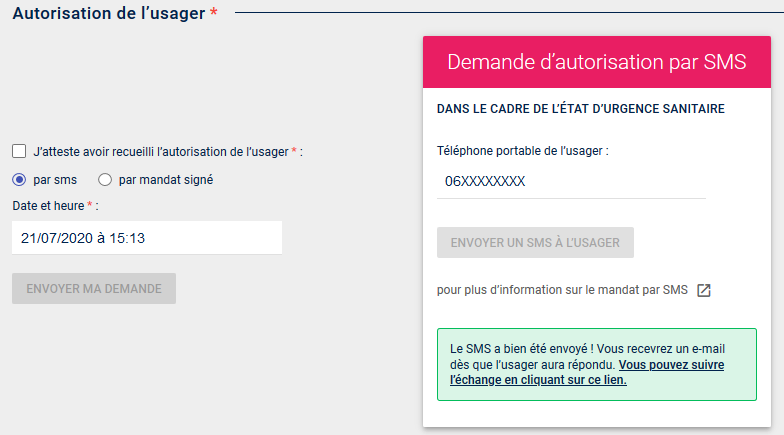 Autorisation de l’usager *
J’atteste avoir recueilli l’autorisation de l’usager * :
par sms
par mandat signé
Date et heure * :
21/07/2020 à 15:13
ENVOYER MA DEMANDE
Demande d’autorisation par SMS
DANS LE CADRE DE L’ÉTAT D’URGENCE SANITAIRE
Téléphone portable de l’usager :
06XXXXXXXX
ENVOYER UN SMS À L’USAGER
pour plus d’information sur le mandat par SMS
Le SMS a bien été envoyé ! Vous recevrez un e-mail
dès que l’usager aura répondu. Vous pouvez suivre
l’échange en cliquant sur ce lien.